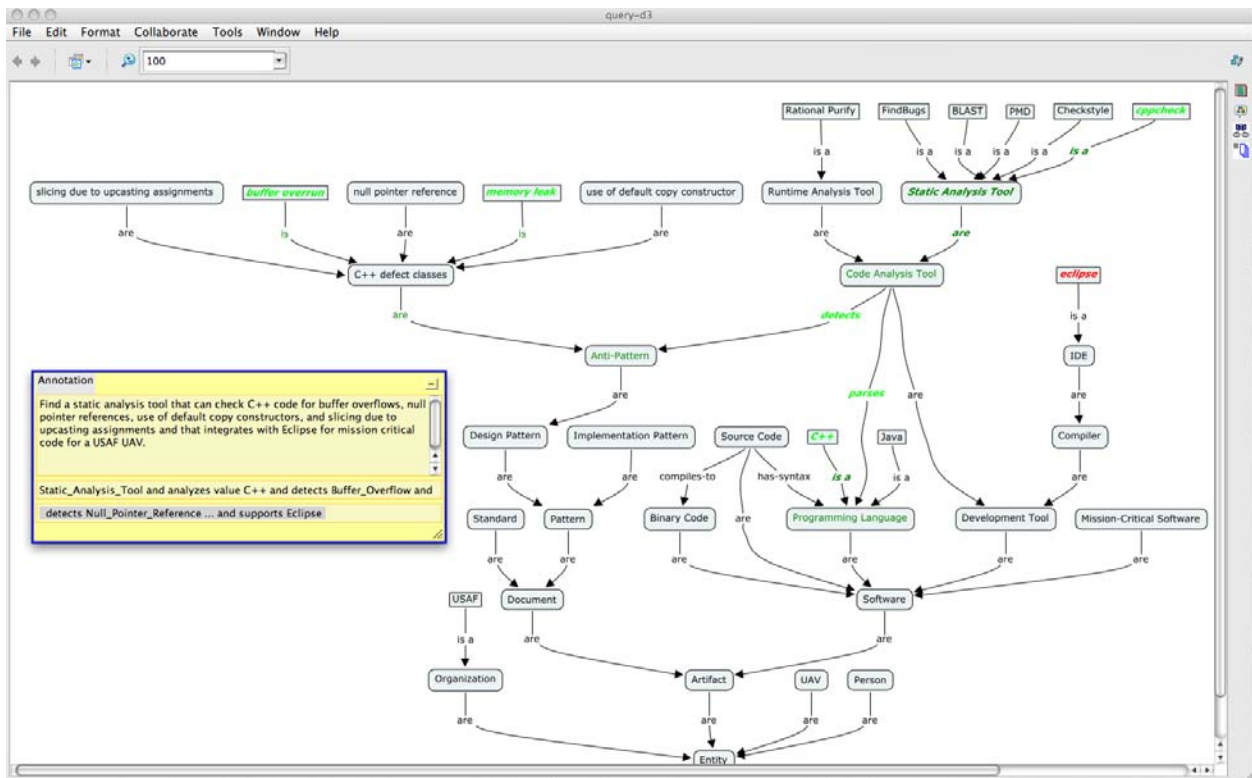 query-d3
File Edit Format Collaborate Tools Window Help
100
Rational Purify FindBugs BLAST PMD Checkstyle cppcheck
is a is a is a is a is a is a
slicing due to upcasting assignments buffer overrun null pointer reference memory leak use of default copy constructor Runtime Analysis Tool Static Analysis Tool
are is are is are are are
C++ defect classes Code Analysis Tool eclipse
are detects is a
Anti-Pattern IDE
Annotation
Find a static analysis tool that can check C++ code for buffer overflows, null
pointer references, use of default copy constructors, and slicing due to
upcasting assignments and that integrates with Eclipse for mission critical
code for a USAF UAV.
Static_Analysis_Tool and analyzes value C++ and detects Buffer_Overflow and
detects Null_Pointer_Reference ... and supports Eclipse
are parses are are
Design Pattern Implementation Pattern Source Code C++ Java Compiler
are are compiles-to has-syntax is a is a are
Standard Pattern Binary Code are Programming Language Development Tool Mission-Critical Software
are are are are are are
USAF Document Software
is a are are
Organization Artifact UAV Person
are are are are
Entity